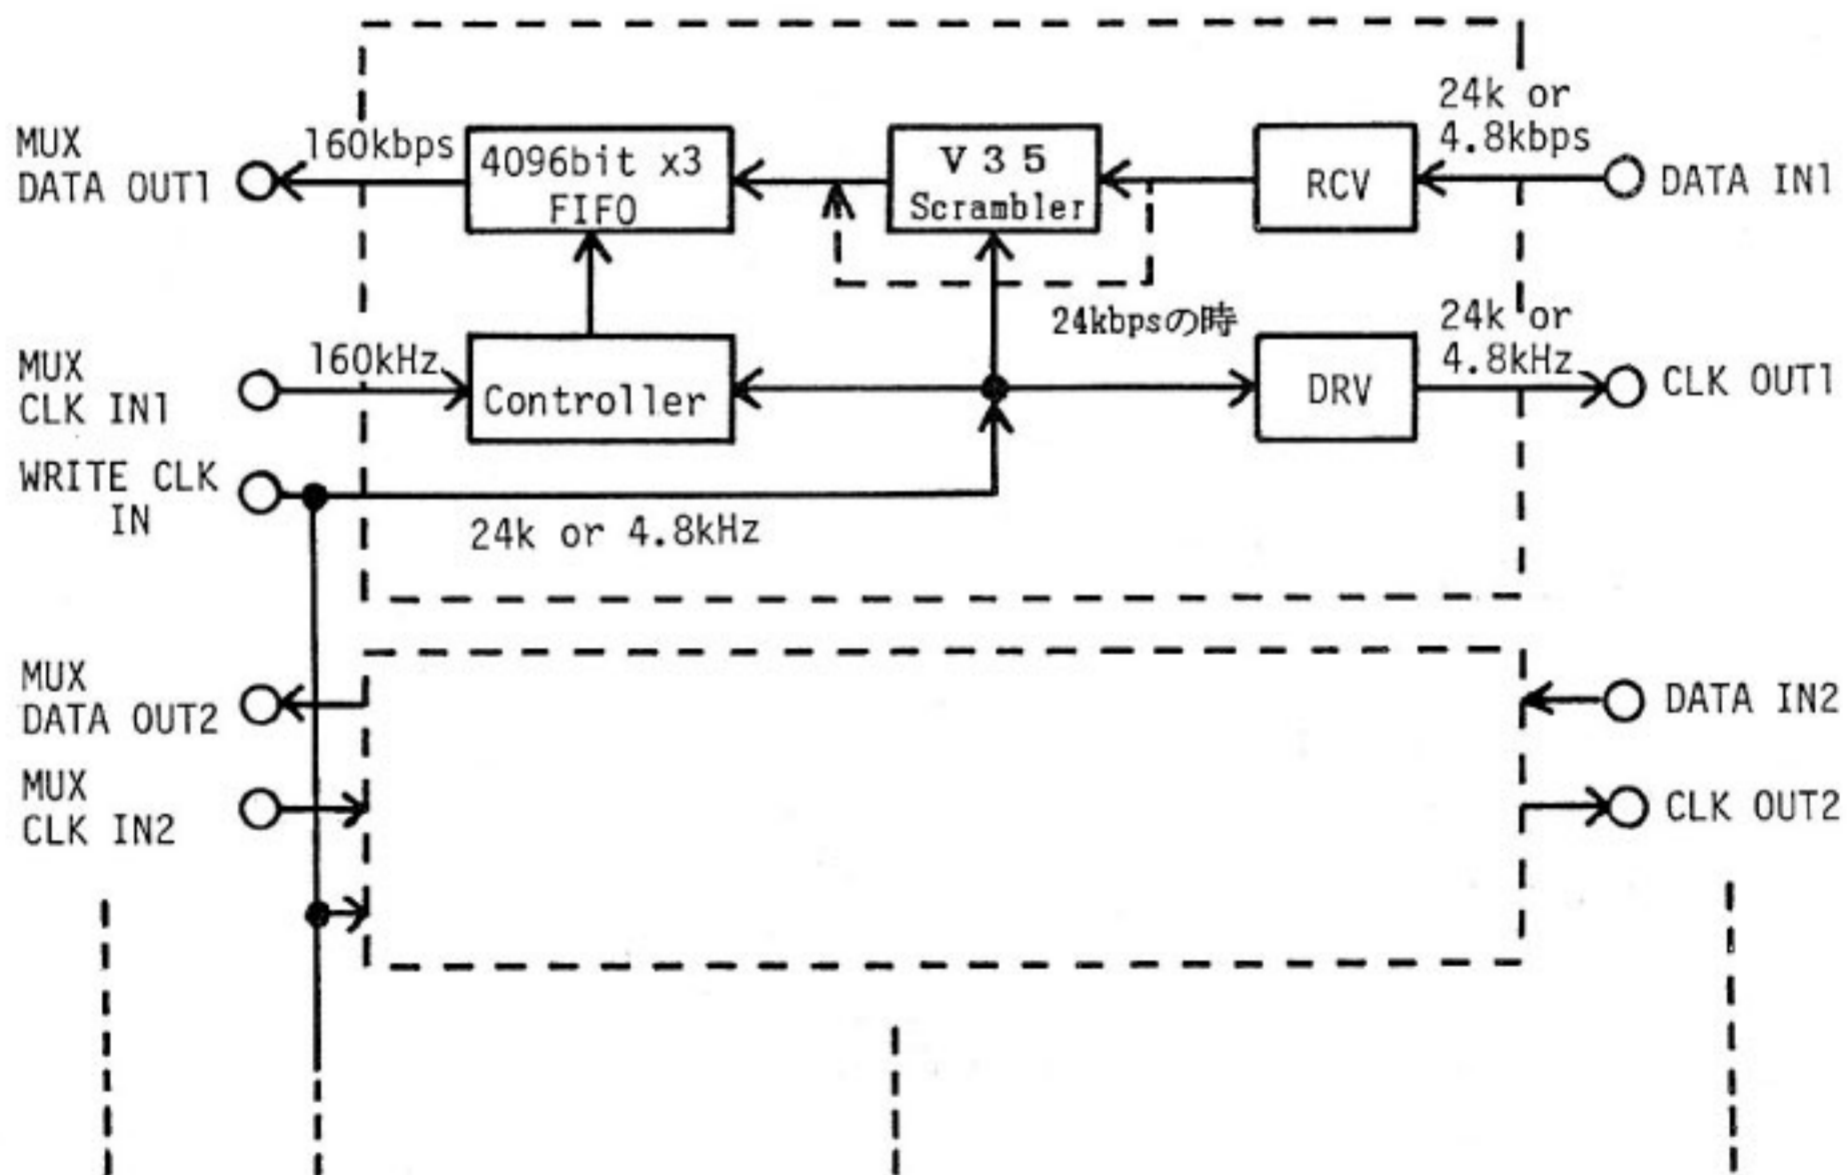 24k or
4.8kbps
MUX
DATA OUT1
160kbps
4096bit x3
FIFO
V35
Scrambler
RCV
DATA IN1
24kbpsの時
24k or
4.8kHz
MUX
CLK IN1
160kHz
Controller
DRV
CLK OUT1
WRITE CLK
IN
24k or 4.8kHz
MUX
DATA OUT2
DATA IN2
MUX
CLK IN2
CLK OUT2